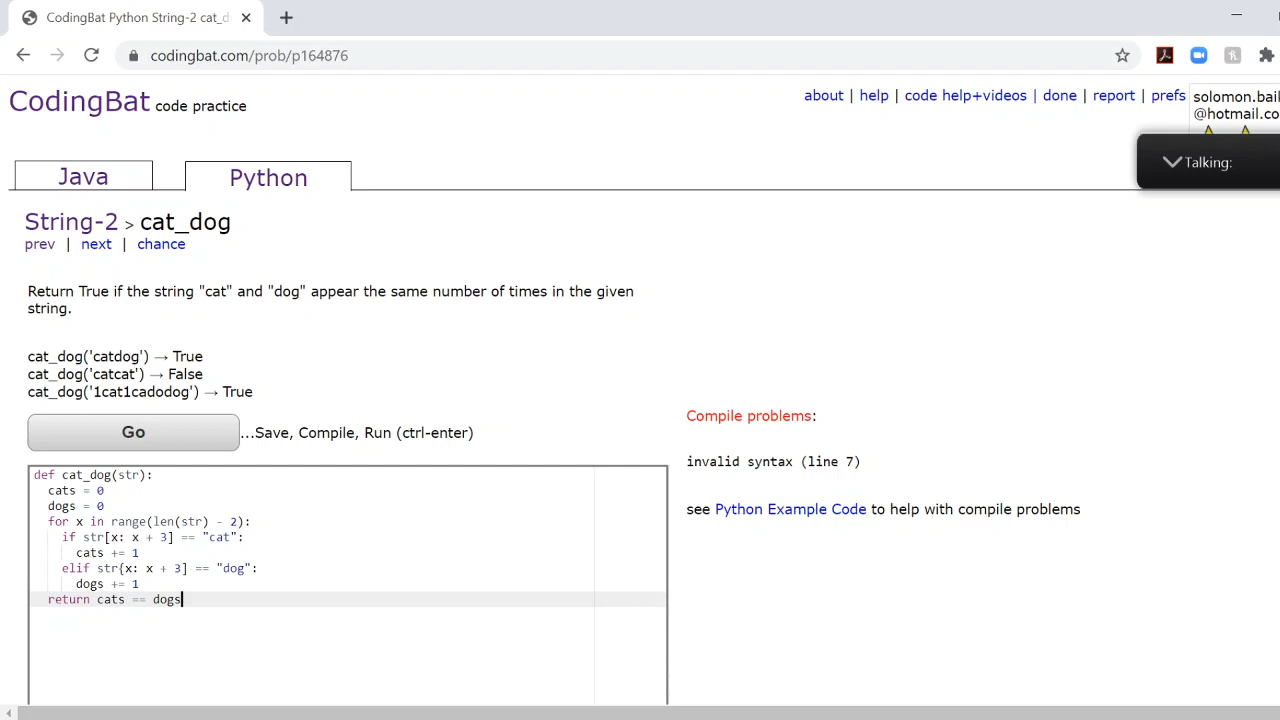 CodingBat Python String-2 cat_d
codingbat.com/prob/p164876
CodingBat code practice
about | help | code help+videos | done | report | prefs
solomon.bail
@hotmail.co
Talking:
Java
Python
String-2 > cat_dog
prev | next | chance
Return True if the string "cat" and "dog" appear the same number of times in the given
string.
cat_dog('catdog') → True
cat_dog('catcat') → False
cat_dog('1cat1cadodog') → True
Go
...Save, Compile, Run (ctrl-enter)
def cat_dog(str):
  cats = 0
  dogs = 0
  for x in range(len(str) - 2):
    if str[x: x + 3] == "cat":
      cats += 1
    elif str{x: x + 3] == "dog":
      dogs += 1
  return cats == dogs
Compile problems:
invalid syntax (line 7)
see Python Example Code to help with compile problems